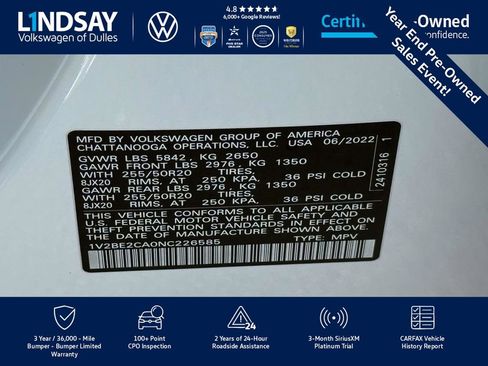 LINDSAY
Volkswagen of Dulles
4.8
6,000+ Google Reviews!
Certifi
-Owned
confidence.
Year End Pre-Owned
Sales Event!
MFD BY VOLKSWAGEN GROUP OF AMERICA
CHATTANOOGA OPERATIONS, LLC. USA 06/2022
GVWR LBS 5842, KG 2650
GAWR FRONT LBS 2976, KG 1350
WITH 255/50R20 TIRES,
8JX20 RIMS, AT 250 KPA, 36 PSI COLD
GAWR REAR LBS 2976, KG 1350
WITH 255/50R20 TIRES,
8JX20 RIMS, AT 250 KPA, 36 PSI COLD
THIS VEHICLE CONFORMS TO ALL APPLICABLE
U.S. FEDERAL MOTOR VEHICLE SAFETY AND
THEFT PREVENTION STANDARDS IN EFFECT ON
THE DATE OF MANUFACTURE SHOWN ABOVE.
1V2BE2CA0NC226585 TYPE: MPV
2410316 1
3 Year / 36,000 - Mile
Bumper - Bumper Limited
Warranty
100+ Point
CPO Inspection
24
2 Years of 24-Hour
Roadside Assistance
3-Month SiriusXM
Platinum Trial
CARFAX Vehicle
History Report